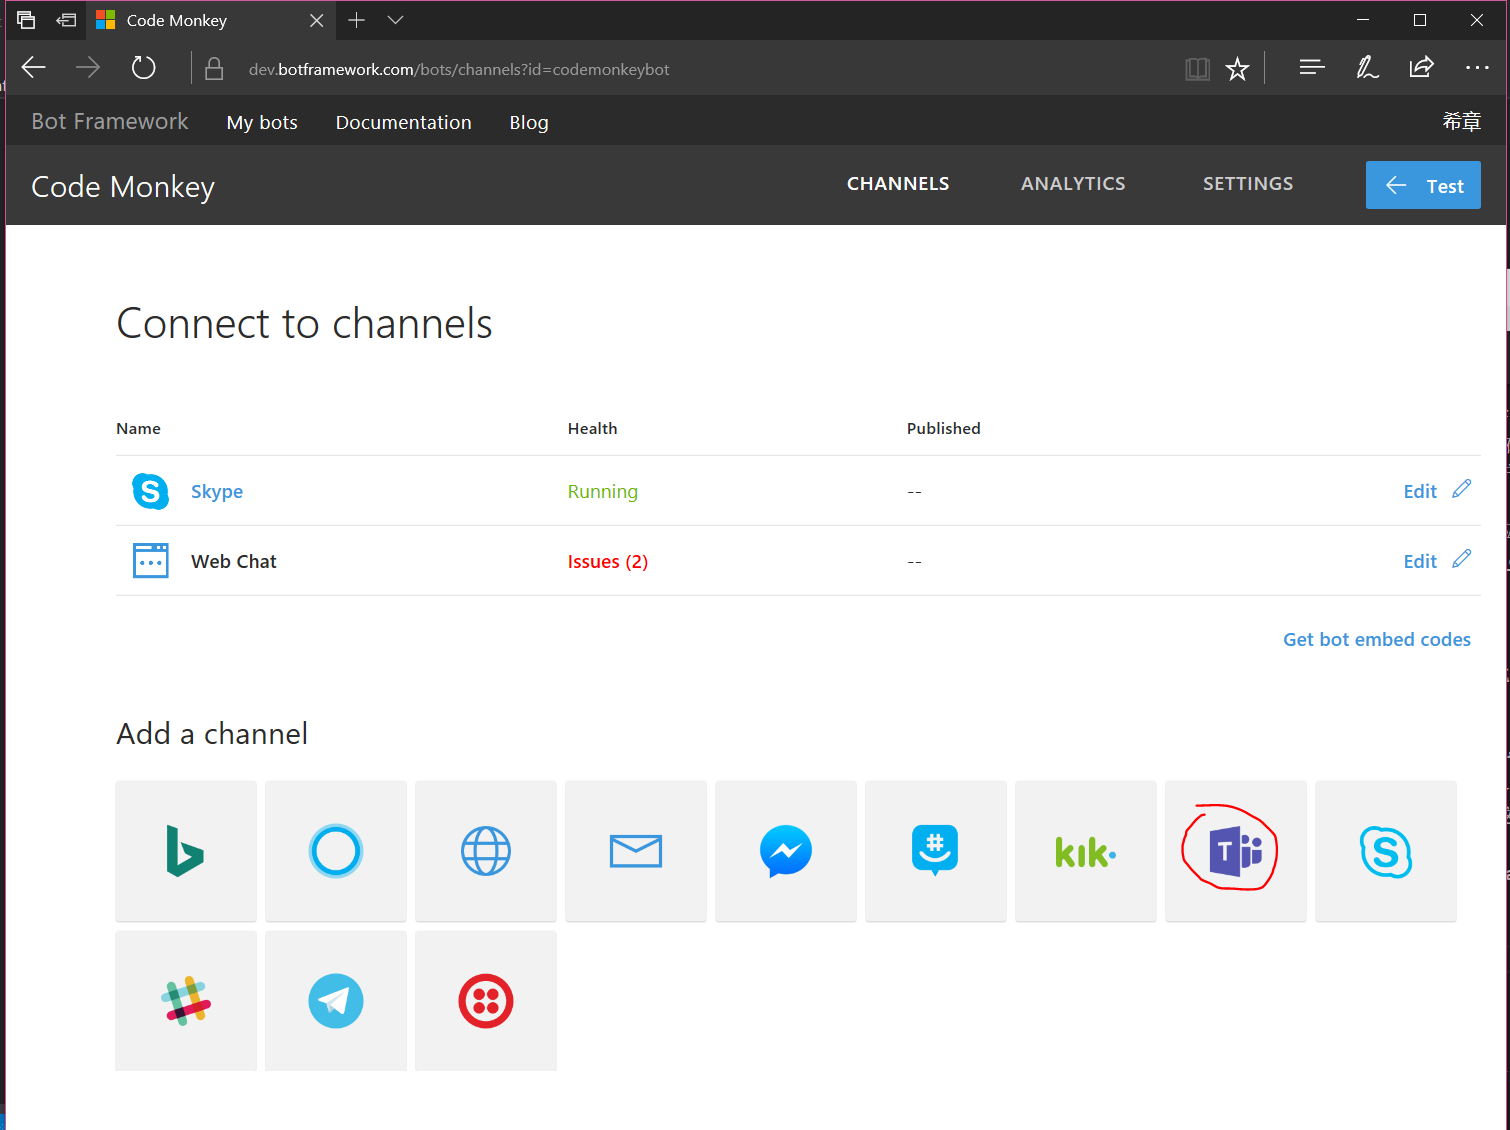 Code Monkey
dev.botframework.com/bots/channels?id=codemonkeybot
Bot Framework My bots Documentation Blog 希章
Code Monkey CHANNELS ANALYTICS SETTINGS Test
Connect to channels
Name Health Published
Skype Running -- Edit
Web Chat Issues (2) -- Edit
Get bot embed codes
Add a channel
kik